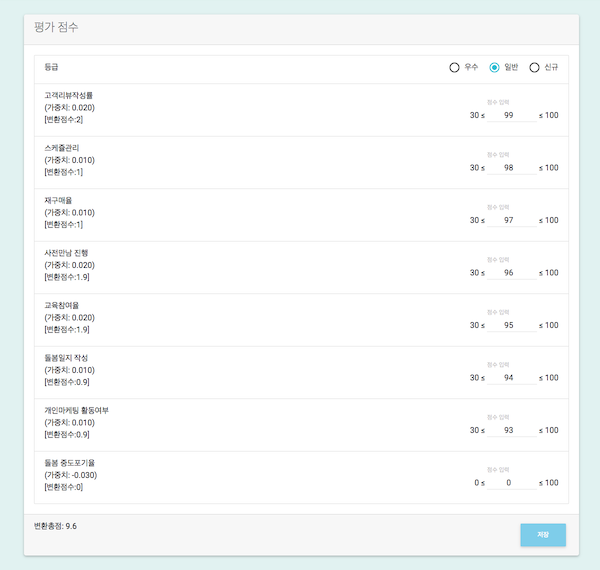 평가 점수
등급 우수 일반 신규
고객리뷰작성률
(가중치: 0.020)
[변환점수:2]
점수 입력
30 ≤ 99 ≤ 100
스케쥴관리
(가중치: 0.010)
[변환점수:1]
점수 입력
30 ≤ 98 ≤ 100
재구매율
(가중치: 0.010)
[변환점수:1]
점수 입력
30 ≤ 97 ≤ 100
사전만남 진행
(가중치: 0.020)
[변환점수:1.9]
점수 입력
30 ≤ 96 ≤ 100
교육참여율
(가중치: 0.020)
[변환점수:1.9]
점수 입력
30 ≤ 95 ≤ 100
돌봄일지 작성
(가중치: 0.010)
[변환점수:0.9]
점수 입력
30 ≤ 94 ≤ 100
개인마케팅 활동여부
(가중치: 0.010)
[변환점수:0.9]
점수 입력
30 ≤ 93 ≤ 100
돌봄 중도포기율
(가중치: -0.030)
[변환점수:0]
점수 입력
0 ≤ 0 ≤ 100
변환총점: 9.6
저장